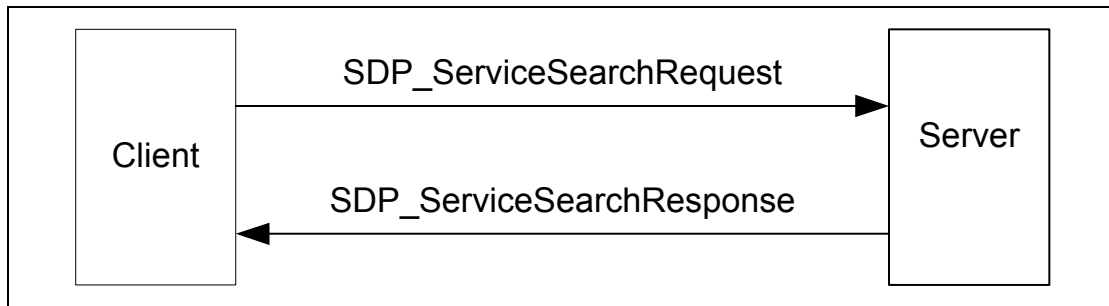 SDP_ServiceSearchRequest
Client
Server
SDP_ServiceSearchResponse